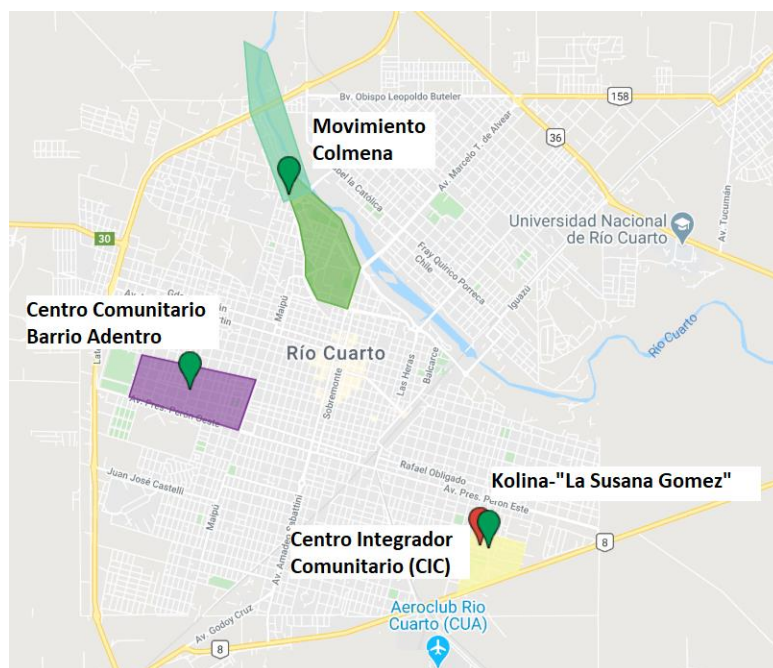 Bv. Obispo Leopoldo Buteler
158
Movimiento
Colmena
36
Av. Marcelo T. de Alvear
Isabel la Católica
Av. Tucumán
Universidad Nacional
de Río Cuarto
30
Fray Quirico Porreca
Chile
Iguazú
Maipú
Centro Comunitario
Barrio Adentro
Río Cuarto
Río Cuarto
Sobremonte
Las Heras
Balcarce
Av. Pres. Perón Oeste
Juan José Castelli
Maipú
Rafael Obligado
Av. Pres. Perón Este
Kolina-"La Susana Gomez"
Centro Integrador
Comunitario (CIC)
Av. Amadeo Sabattini
8
Av. Godoy Cruz
8
Aeroclub Rio
Cuarto (CUA)